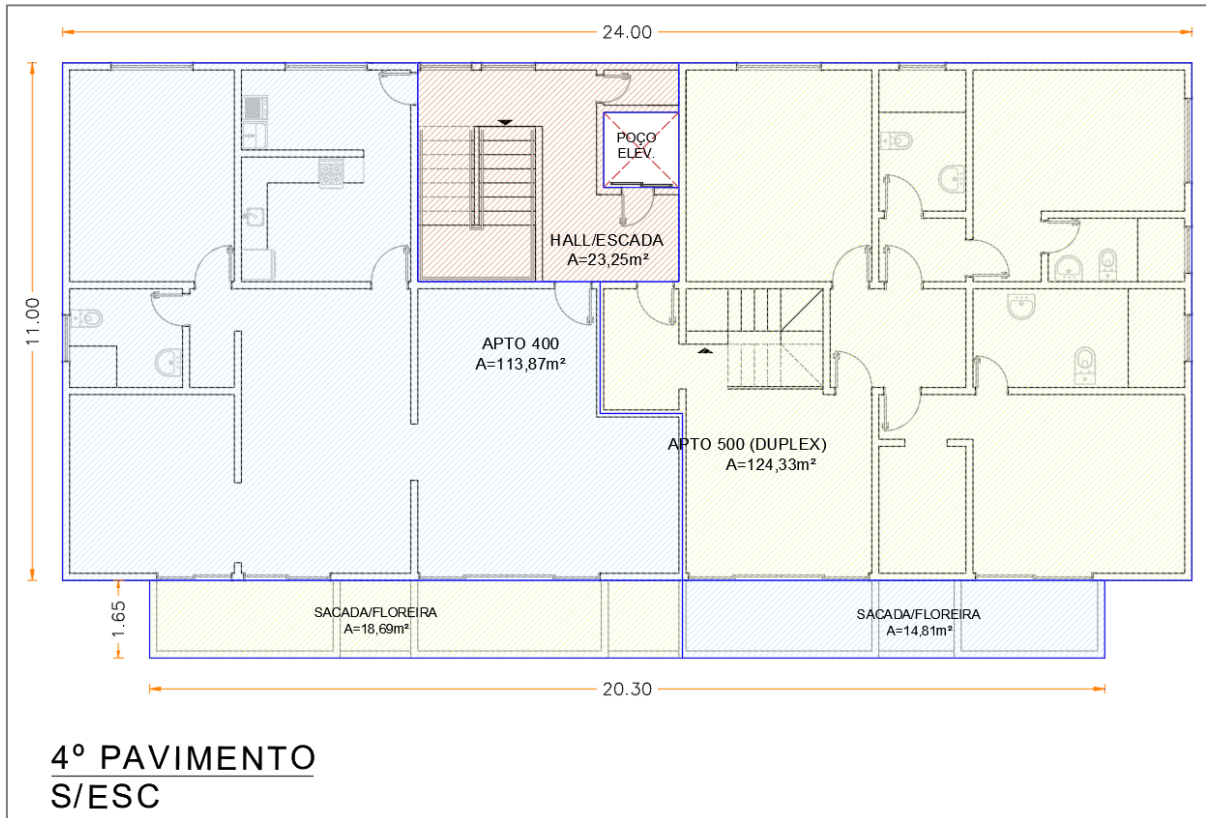 24.00
11.00
POÇO
ELEV.
HALL/ESCADA
A=23,25m²
APTO 400
A=113,87m²
APTO 500 (DUPLEX)
A=124,33m²
1.65
SACADA/FLOREIRA
A=18,69m²
SACADA/FLOREIRA
A=14,81m²
20.30
4º PAVIMENTO
S/ESC